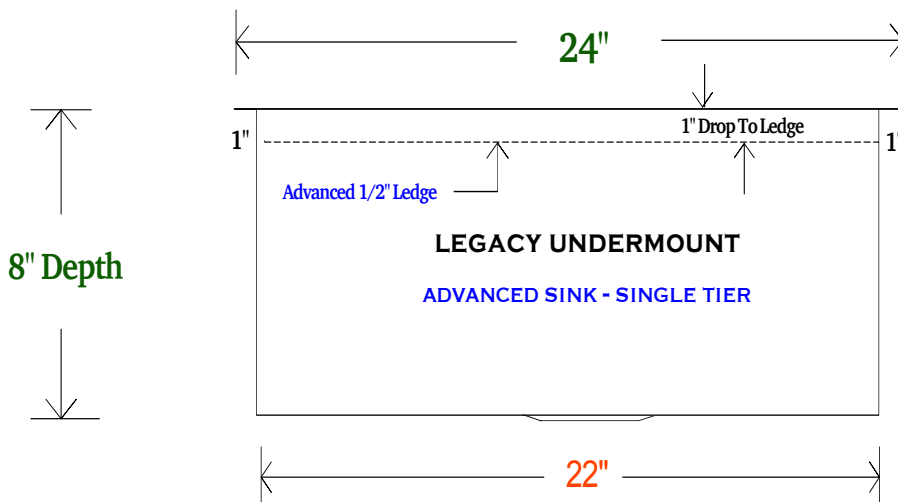 24"
1" Drop To Ledge
1"
1"
Advanced 1/2" Ledge
LEGACY UNDERMOUNT
8" Depth
ADVANCED SINK - SINGLE TIER
22"